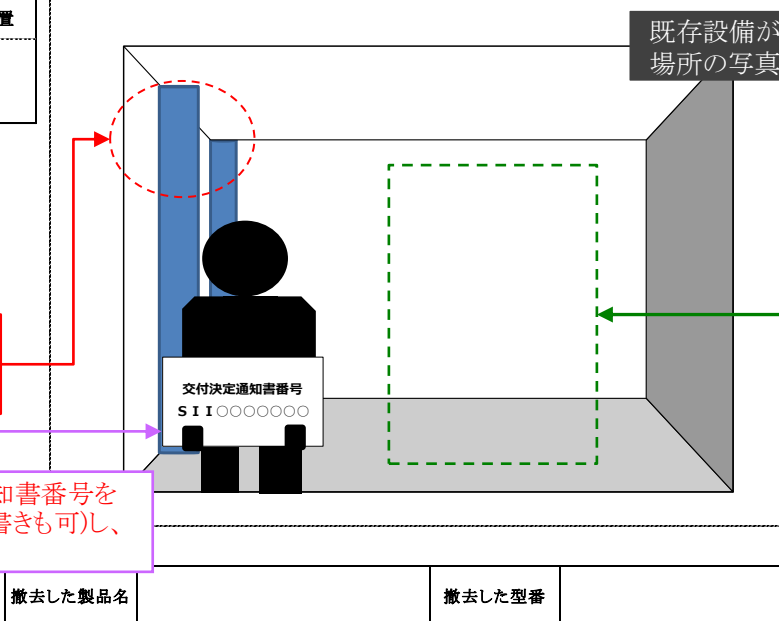 置
既存設備が
場所の写真
交付決定通知書番号
ＳＩＩ○○○○○○○
知書番号を
書きも可)し、
撤去した製品名
撤去した型番